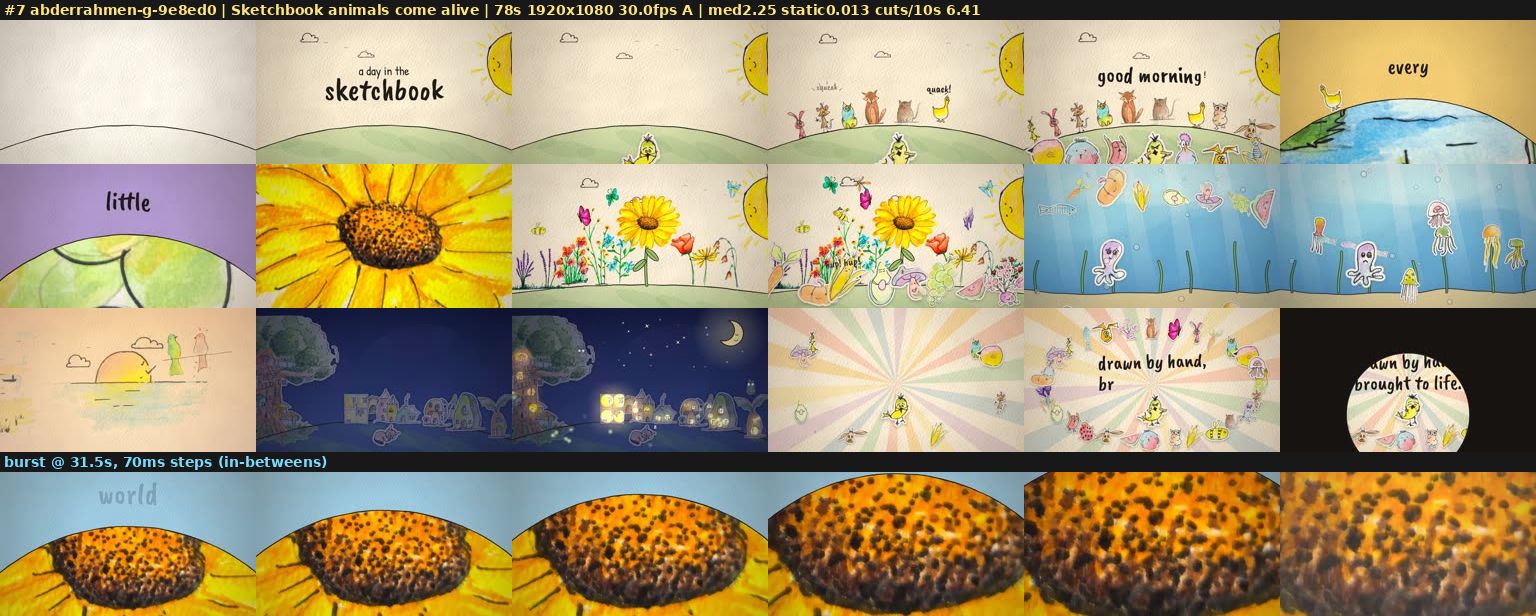 #7 abderrahmen-g-9e8ed0 | Sketchbook animals come alive | 78s 1920x1080 30.0fps A | med2.25 static0.013 cuts/10s 6.41
a day in the
sketchbook
squeak
quack!
good morning!
every
little
drawn by hand,
br
awn by ha
brought to life.
burst @ 31.5s, 70ms steps (in-betweens)
world